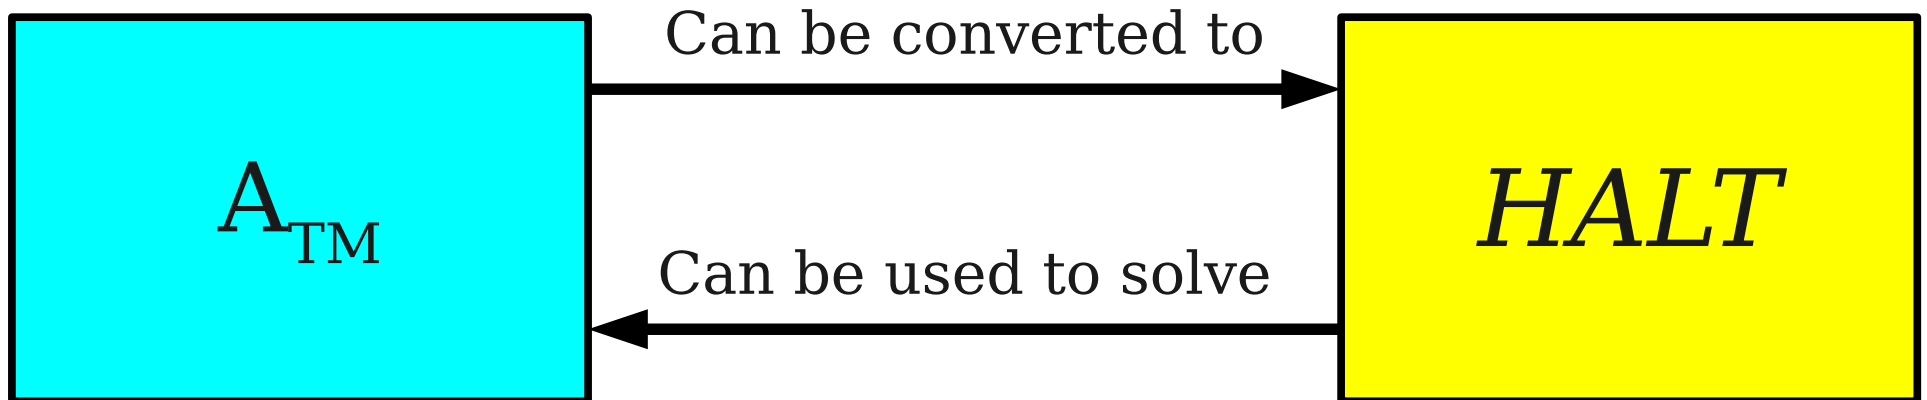 Can be converted to
A_TM
HALT
Can be used to solve